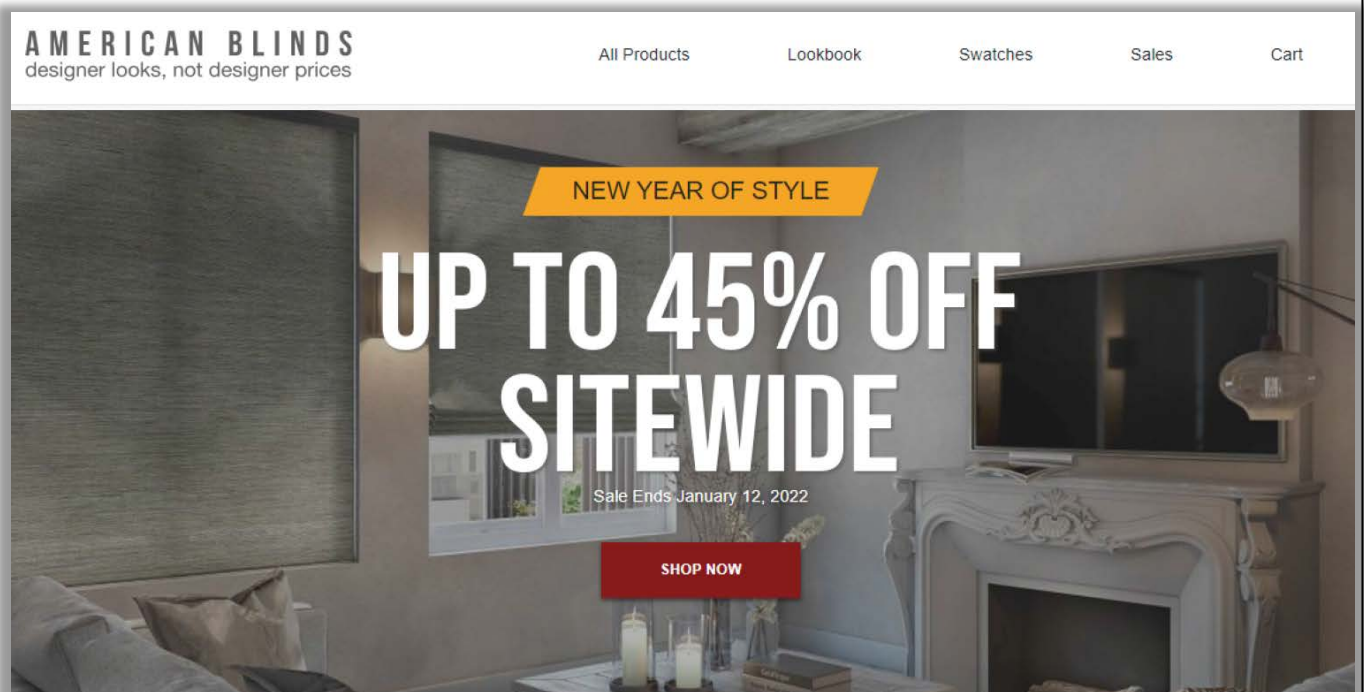 AMERICAN BLINDS
designer looks, not designer prices
All Products Lookbook Swatches Sales Cart
NEW YEAR OF STYLE
UP TO 45% OFF
SITEWIDE
Sale Ends January 12, 2022
SHOP NOW